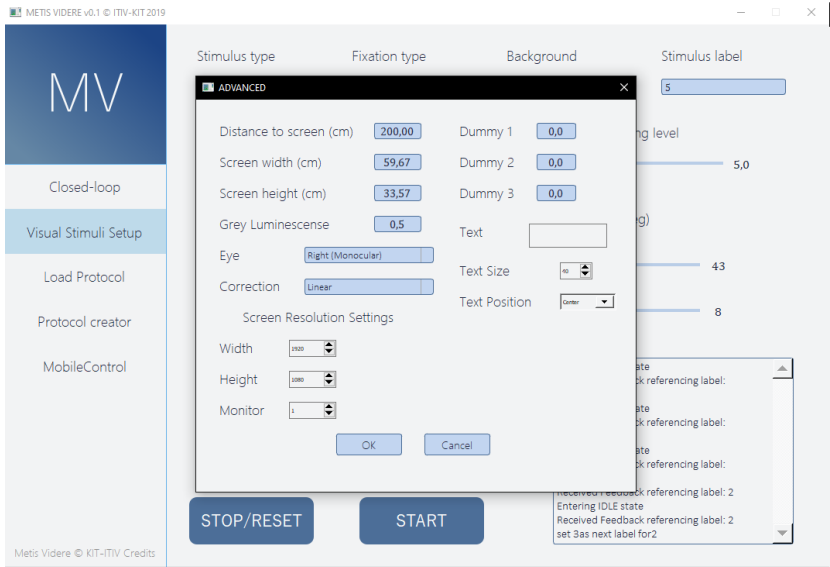 METIS VIDERE v0.1 © ITIV-KIT 2019
MV
Closed-loop
Visual Stimuli Setup
Load Protocol
Protocol creator
MobileControl
Metis Videre © KIT-ITIV Credits
Stimulus type
Fixation type
Background
Stimulus label
5
ng level
5,0
g)
43
8
ADVANCED
Distance to screen (cm) 200,00
Screen width (cm) 59,67
Screen height (cm) 33,57
Grey Luminescense 0,5
Eye Right (Monocular)
Correction Linear
Screen Resolution Settings
Width 1920
Height 1080
Monitor 1
Dummy 1 0,0
Dummy 2 0,0
Dummy 3 0,0
Text
Text Size 40
Text Position Center
OK
Cancel
ate
ck referencing label:
ate
ck referencing label:
ate
ck referencing label:
Received Feedback referencing label: 2
Entering IDLE state
Received Feedback referencing label: 2
set 3as next label for2
STOP/RESET
START